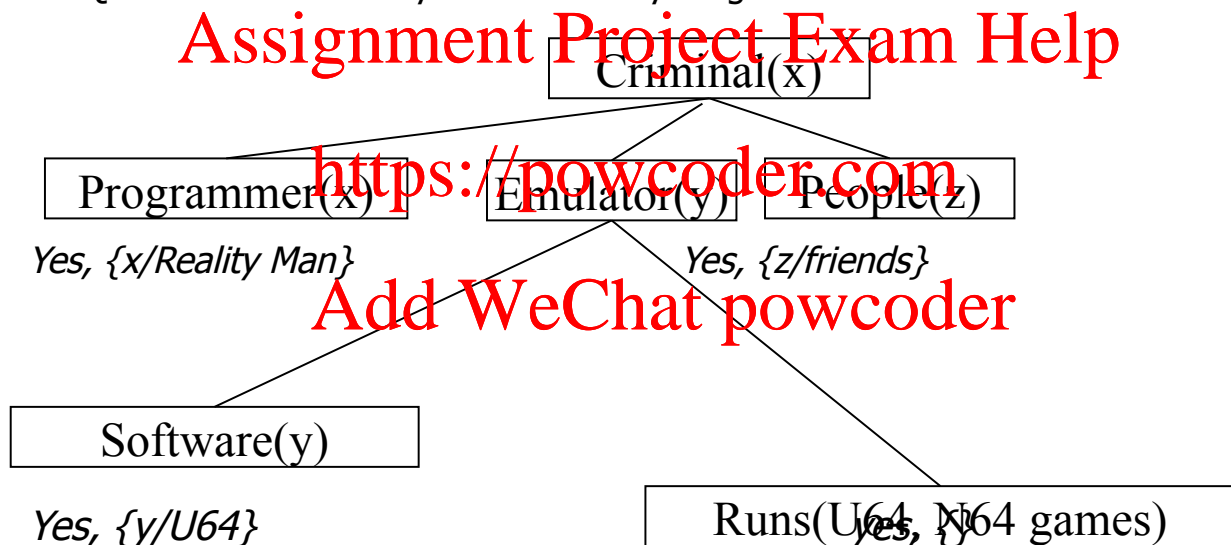 Assignment Project Exam Help
Criminal(x)
https://powcoder.com
Programmer(x)
Emulator(y)
People(z)
Yes, {x/Reality Man}
Yes, {z/friends}
Add WeChat powcoder
Software(y)
Yes, {y/U64}
Runs(U64, N64 games)
yes, {}